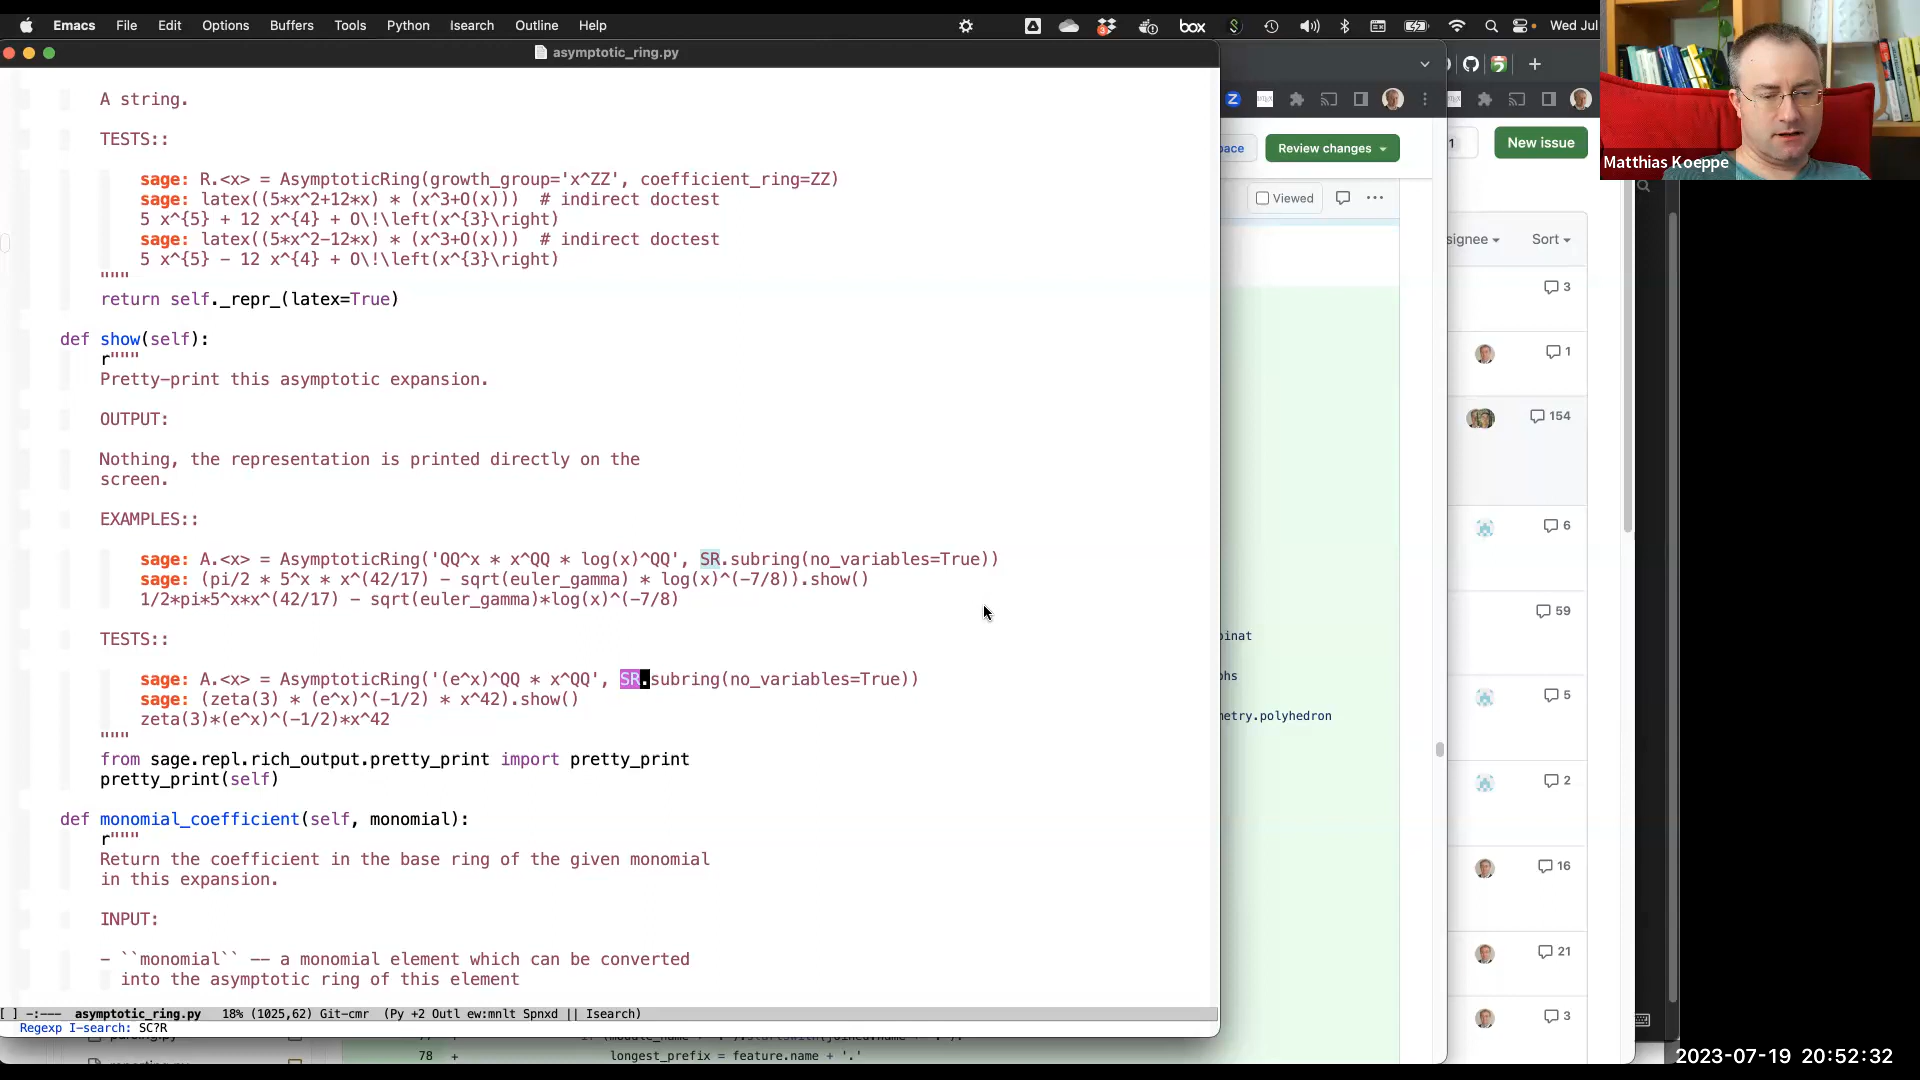 Emacs File Edit Options Buffers Tools Python Isearch Outline Help
3 box Wed Jul
asymptotic_ring.py
A string.
TESTS::
sage: R.<x> = AsymptoticRing(growth_group='x^ZZ', coefficient_ring=ZZ)
sage: latex((5*x^2+12*x) * (x^3+O(x))) # indirect doctest
5 x^{5} + 12 x^{4} + O\!\left(x^{3}\right)
sage: latex((5*x^2-12*x) * (x^3+O(x))) # indirect doctest
5 x^{5} - 12 x^{4} + O\!\left(x^{3}\right)
"""
return self._repr_(latex=True)
def show(self):
r"""
Pretty-print this asymptotic expansion.
OUTPUT:
Nothing, the representation is printed directly on the
screen.
EXAMPLES::
sage: A.<x> = AsymptoticRing('QQ^x * x^QQ * log(x)^QQ', SR.subring(no_variables=True))
sage: (pi/2 * 5^x * x^(42/17) - sqrt(euler_gamma) * log(x)^(-7/8)).show()
1/2*pi*5^x*x^(42/17) - sqrt(euler_gamma)*log(x)^(-7/8)
TESTS::
sage: A.<x> = AsymptoticRing('(e^x)^QQ * x^QQ', SR.subring(no_variables=True))
sage: (zeta(3) * (e^x)^(-1/2) * x^42).show()
zeta(3)*(e^x)^(-1/2)*x^42
"""
from sage.repl.rich_output.pretty_print import pretty_print
pretty_print(self)
def monomial_coefficient(self, monomial):
r"""
Return the coefficient in the base ring of the given monomial
in this expansion.
INPUT:
- ``monomial`` -- a monomial element which can be converted
into the asymptotic ring of this element
[ ] -:--- asymptotic_ring.py 18% (1025,62) Git-cmr (Py +2 Outl ew:mnlt Spnxd || Isearch)
Regexp I-search: SC?R
78 + longest_prefix = feature.name + '.'
Review changes
Viewed
inat
hs
etry.polyhedron
1 New issue
signee Sort
3
1
154
6
59
5
2
16
21
3
Matthias Koeppe
2023-07-19 20:52:32